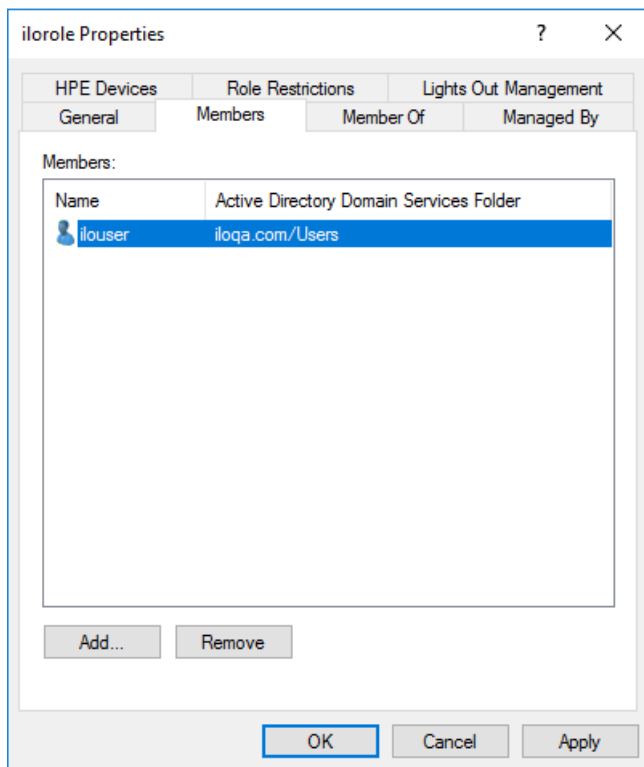 ilorole Properties
?
HPE Devices Role Restrictions Lights Out Management
General Members Member Of Managed By
Members:
Name Active Directory Domain Services Folder
ilouser iloqa.com/Users
Add... Remove
OK Cancel Apply